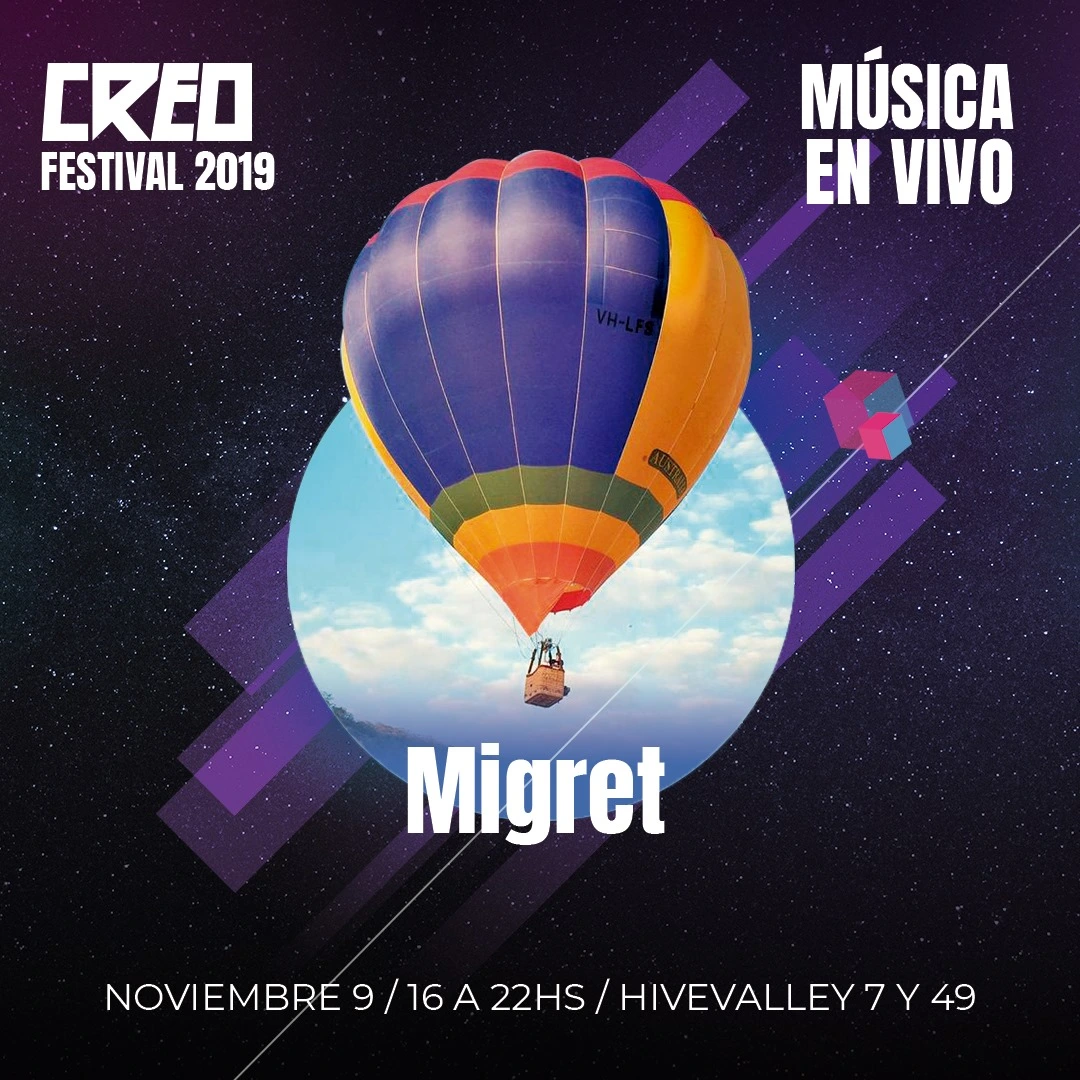 CREO
FESTIVAL 2019
MÚSICA
EN VIVO
VH-LFS
Migret
NOVIEMBRE 9 / 16 A 22HS / HIVEVALLEY 7 Y 49